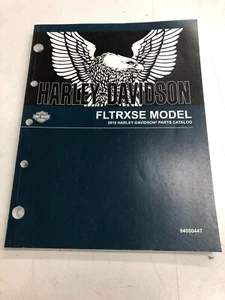 HARLEY-DAVIDSON
FLTRXSE MODEL
2018 HARLEY-DAVIDSON® PARTS CATALOG
94000447